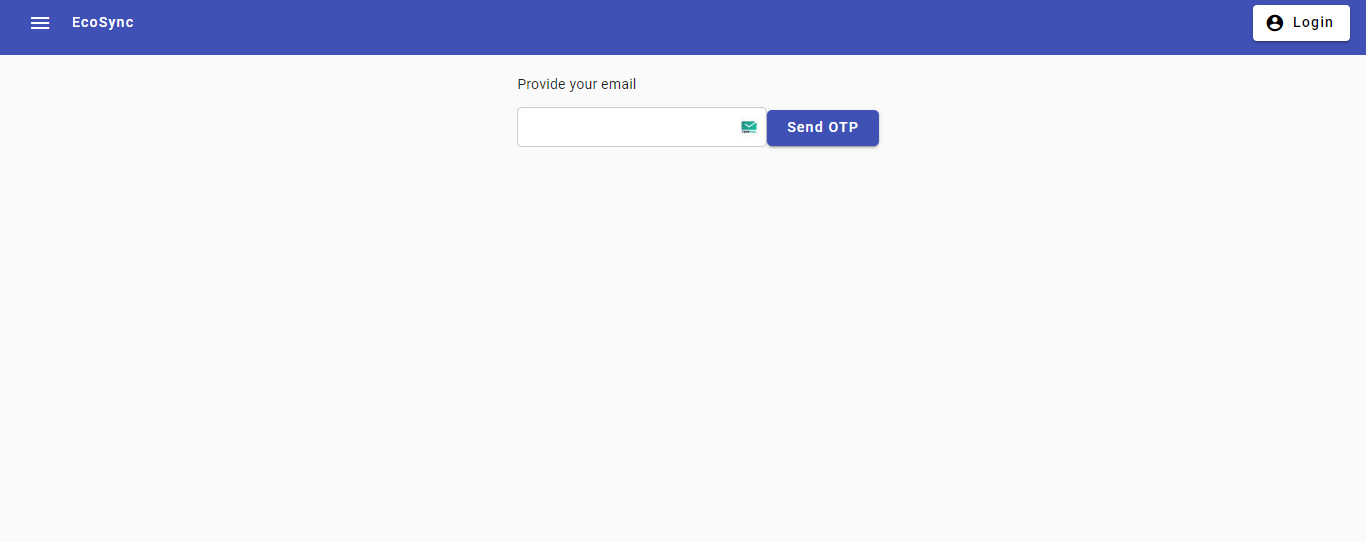 EcoSync
Login
Provide your email
Send OTP